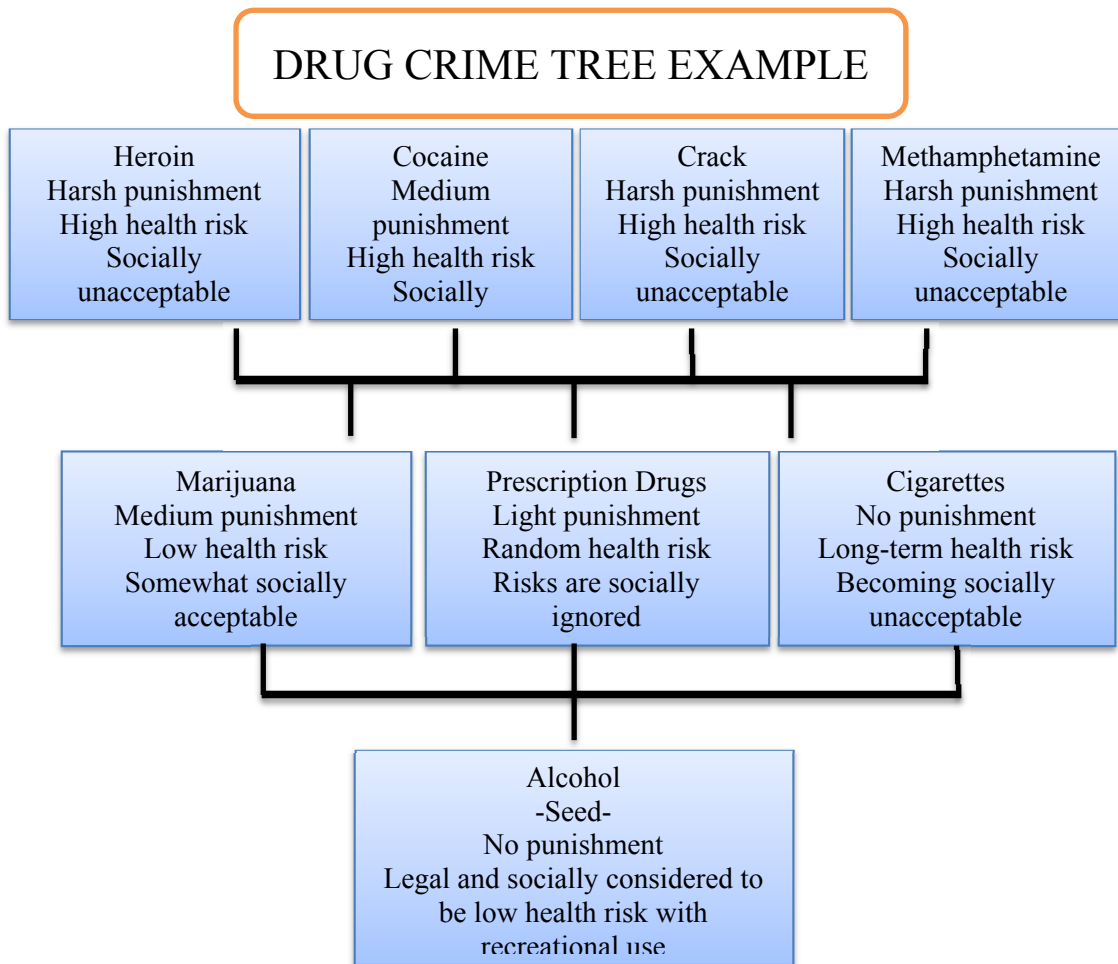 DRUG CRIME TREE EXAMPLE
Heroin
Harsh punishment
High health risk
Socially
unacceptable
Cocaine
Medium
punishment
High health risk
Socially
Crack
Harsh punishment
High health risk
Socially
unacceptable
Methamphetamine
Harsh punishment
High health risk
Socially
unacceptable
Marijuana
Medium punishment
Low health risk
Somewhat socially
acceptable
Prescription Drugs
Light punishment
Random health risk
Risks are socially
ignored
Cigarettes
No punishment
Long-term health risk
Becoming socially
unacceptable
Alcohol
-Seed-
No punishment
Legal and socially considered to
be low health risk with
recreational use